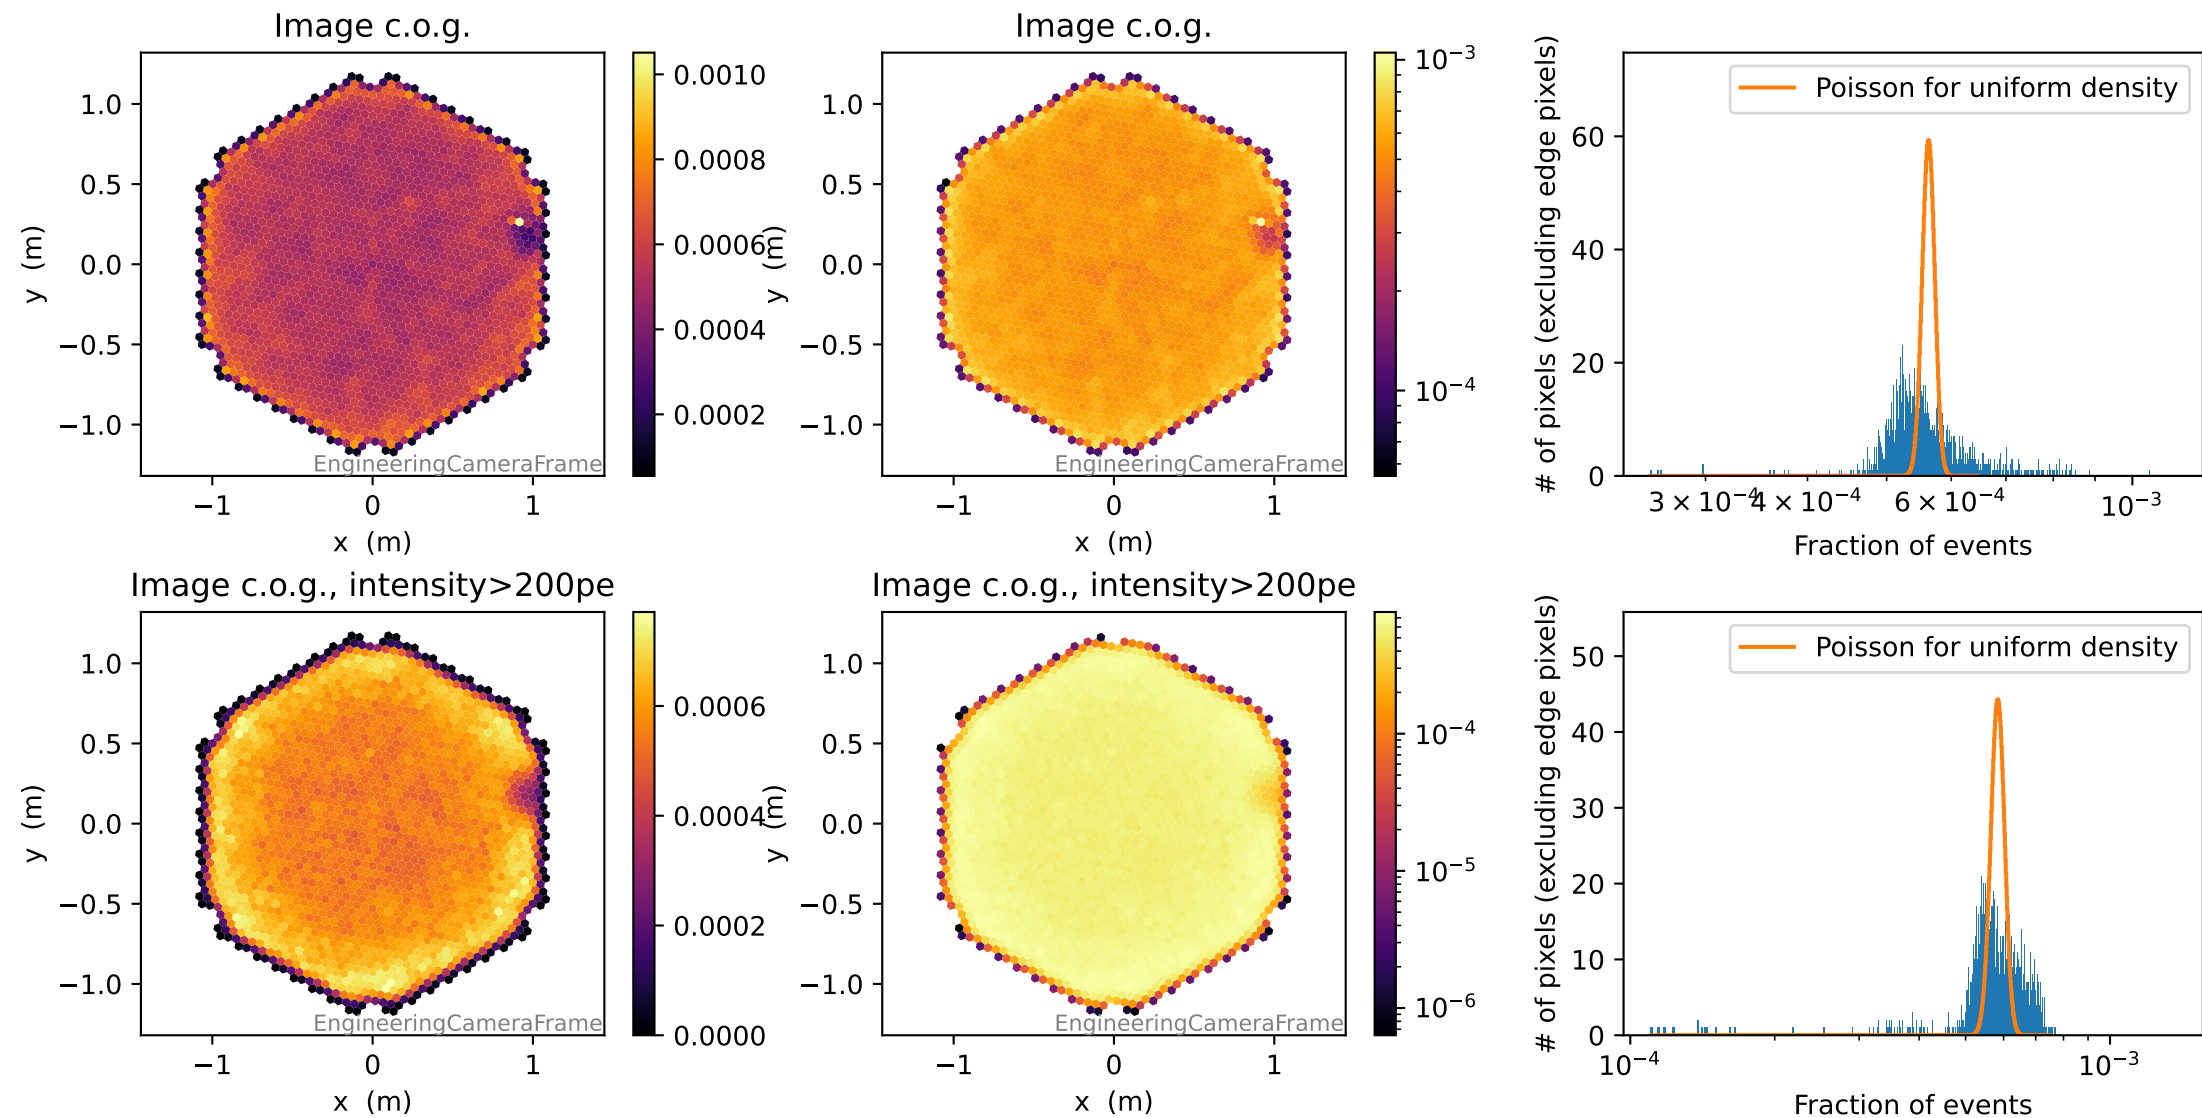 Image c.o.g.
1.0
0.5
0.0
−0.5
−1.0
y (m)
−1 0 1
x (m)
EngineeringCameraFrame
0.0010
0.0008
0.0006
0.0004
0.0002
Image c.o.g.
1.0
0.5
0.0
−0.5
−1.0
y (m)
−1 0 1
x (m)
EngineeringCameraFrame
10⁻³
10⁻⁴
Poisson for uniform density
# of pixels (excluding edge pixels)
60
40
20
0
3 × 10⁻⁴ 4 × 10⁻⁴ 6 × 10⁻⁴ 10⁻³
Fraction of events
Image c.o.g., intensity>200pe
1.0
0.5
0.0
−0.5
−1.0
y (m)
−1 0 1
x (m)
EngineeringCameraFrame
0.0006
0.0004
0.0002
0.0000
Image c.o.g., intensity>200pe
1.0
0.5
0.0
−0.5
−1.0
y (m)
−1 0 1
x (m)
EngineeringCameraFrame
10⁻⁴
10⁻⁵
10⁻⁶
Poisson for uniform density
# of pixels (excluding edge pixels)
50
40
30
20
10
0
10⁻⁴ 10⁻³
Fraction of events